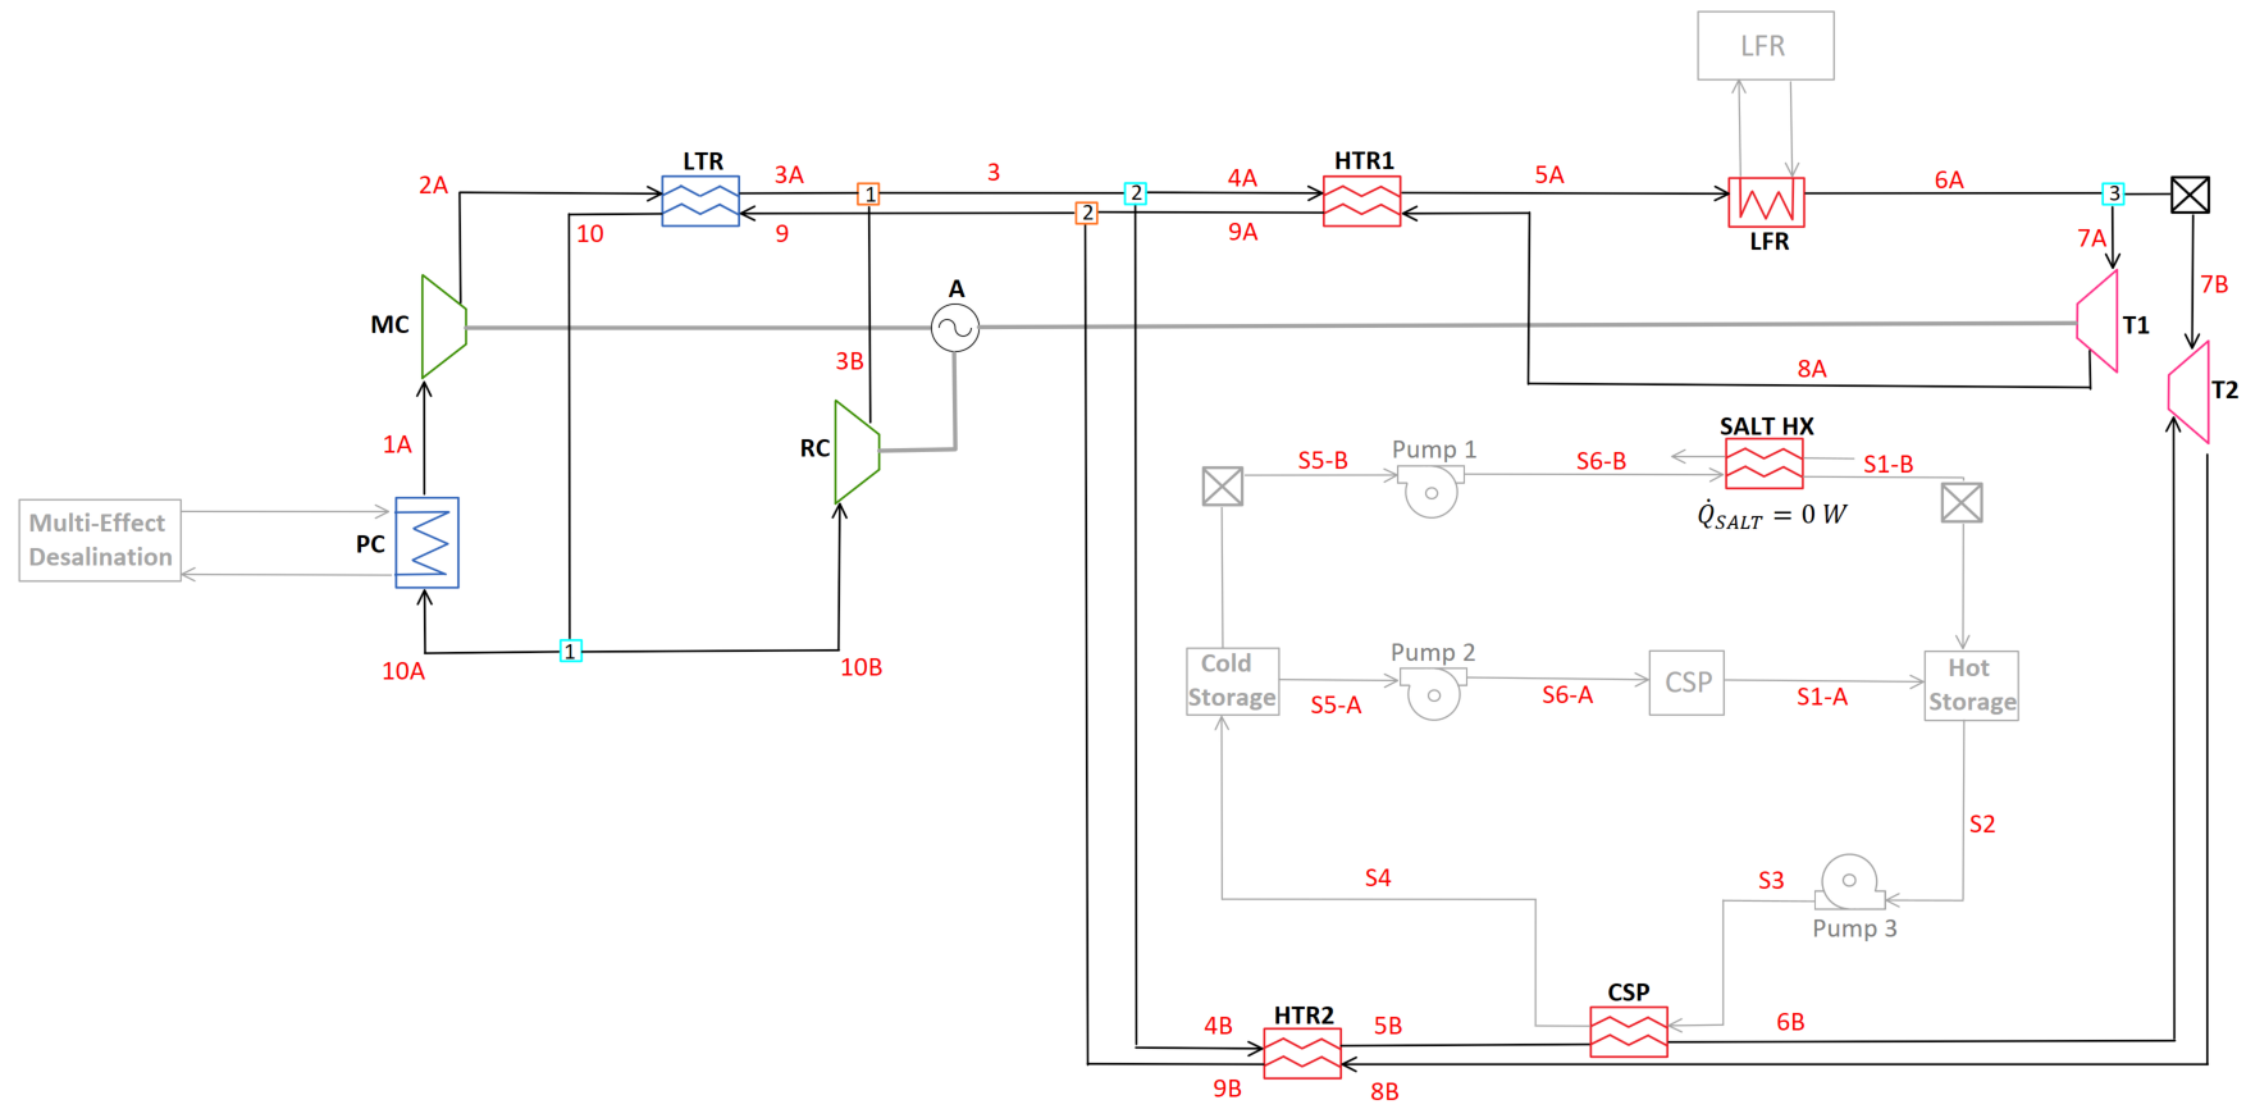 LFR
LTR
HTR1
2A
3A
1
3
2
4A
5A
6A
3
10
9
2
9A
LFR
7A
7B
A
MC
T1
3B
8A
T2
1A
RC
SALT HX
Pump 1
S5-B
S6-B
S1-B
Q̇_SALT = 0 W
Multi-Effect
Desalination
PC
1
10A
10B
Cold
Storage
Pump 2
S5-A
S6-A
CSP
S1-A
Hot
Storage
S2
S4
S3
Pump 3
CSP
HTR2
4B
5B
6B
9B
8B